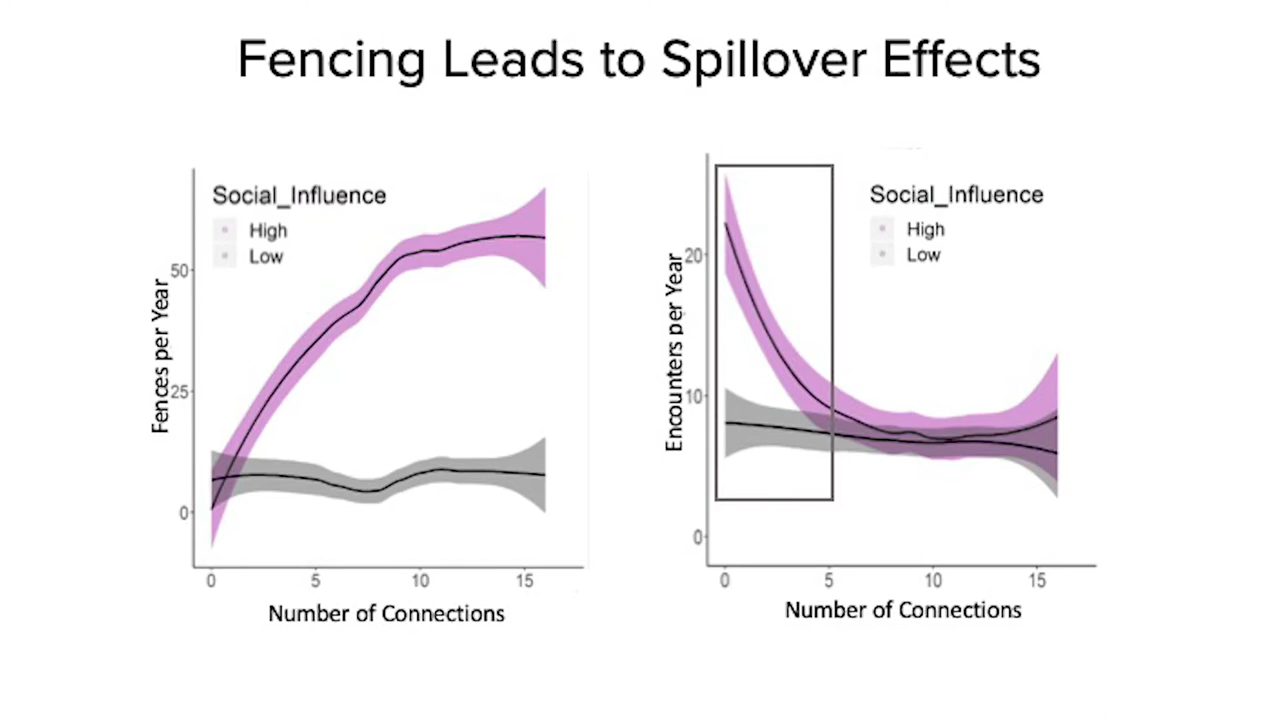 Fencing Leads to Spillover Effects
Social_Influence
High
Low
Fences per Year
50
25
0
0 5 10 15
Number of Connections
Social_Influence
High
Low
Encounters per Year
20
10
0
0 5 10 15
Number of Connections